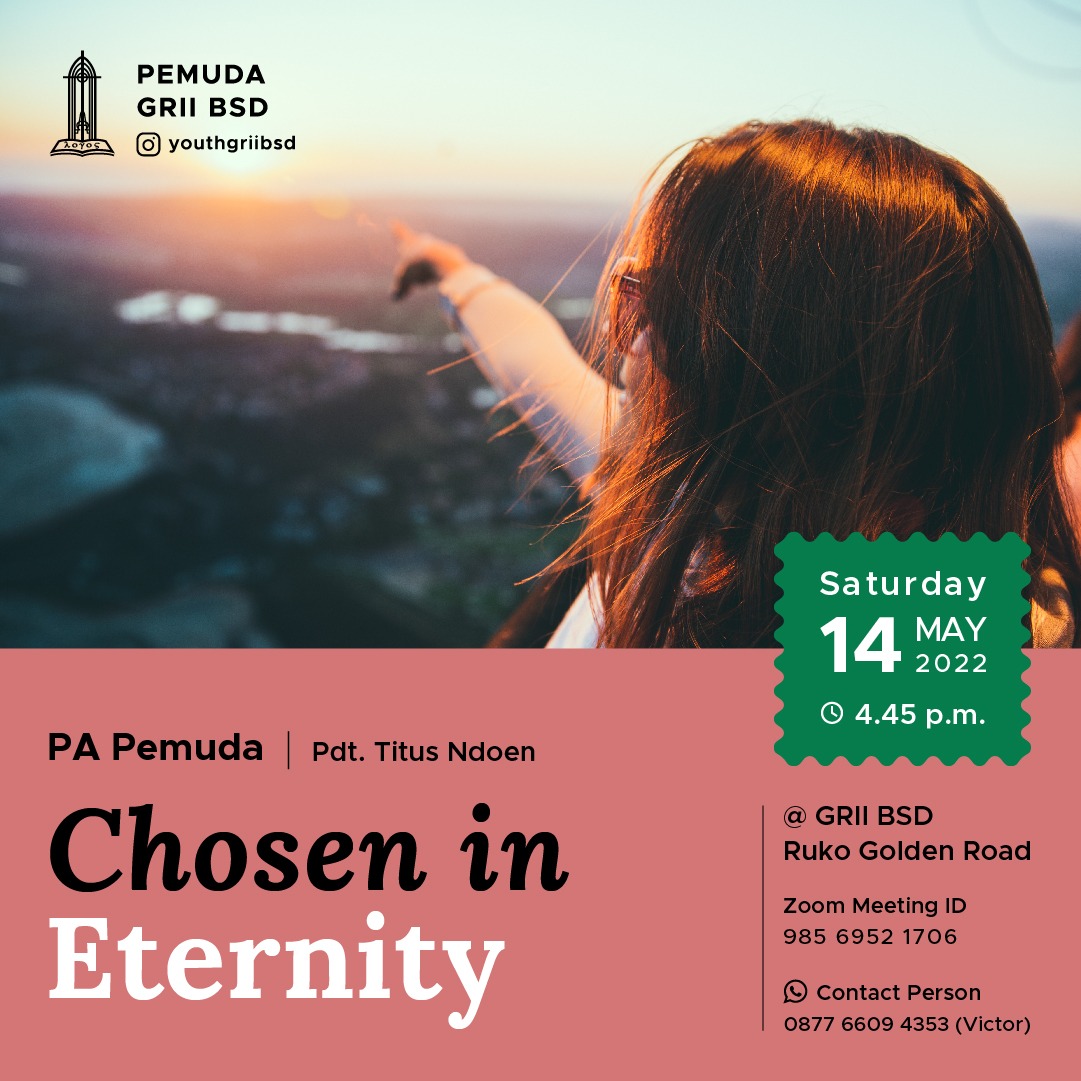 PEMUDA
GRII BSD
youthgriibsd
λογος
Saturday
14 MAY
2022
4.45 p.m.
PA Pemuda | Pdt. Titus Ndoen
Chosen in
Eternity
@ GRII BSD
Ruko Golden Road
Zoom Meeting ID
985 6952 1706
Contact Person
0877 6609 4353 (Victor)